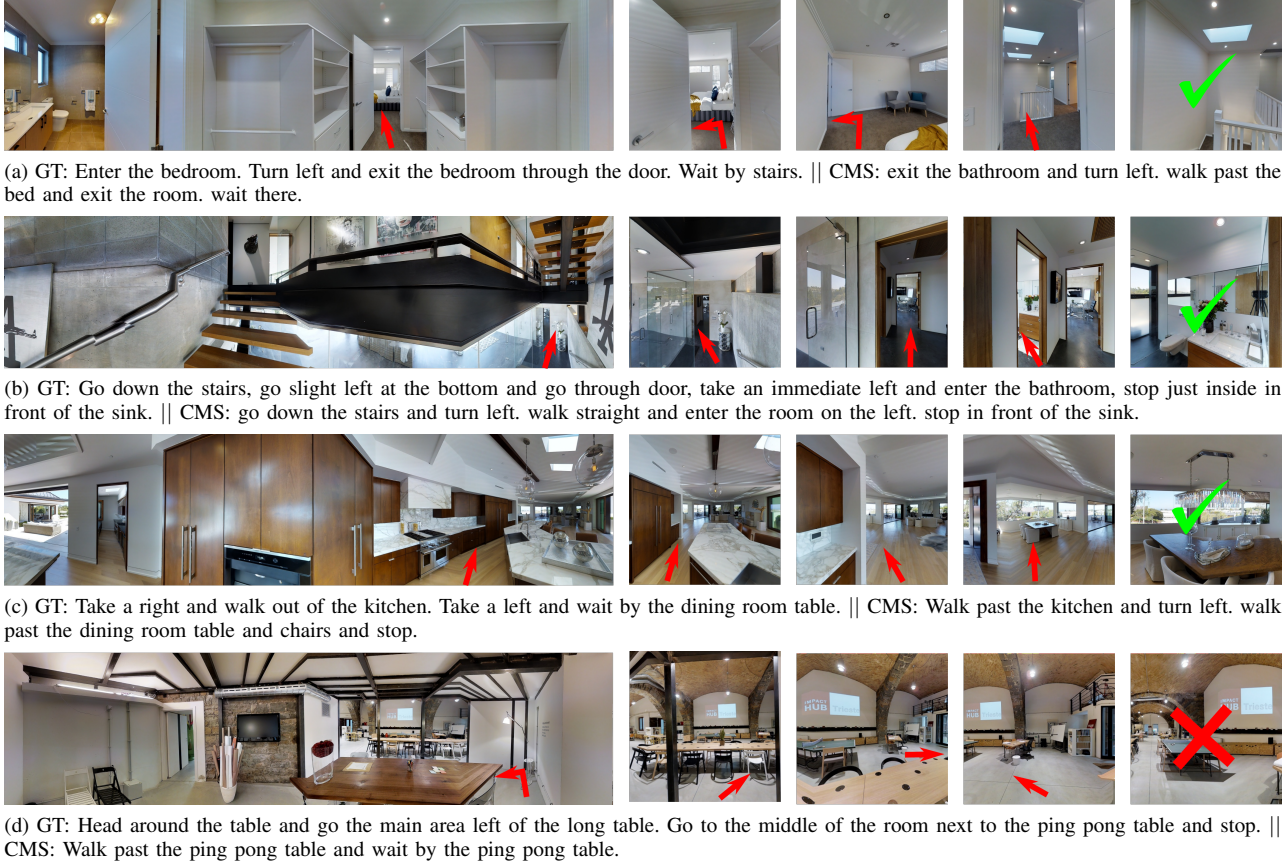 (a) GT: Enter the bedroom. Turn left and exit the bedroom through the door. Wait by stairs. || CMS: exit the bathroom and turn left. walk past the
bed and exit the room. wait there.
(b) GT: Go down the stairs, go slight left at the bottom and go through door, take an immediate left and enter the bathroom, stop just inside in
front of the sink. || CMS: go down the stairs and turn left. walk straight and enter the room on the left. stop in front of the sink.
(c) GT: Take a right and walk out of the kitchen. Take a left and wait by the dining room table. || CMS: Walk past the kitchen and turn left. walk
past the dining room table and chairs and stop.
IMPACT
HUB
Trieste
IMPACT
HUB
Trieste
HUB
Trieste
(d) GT: Head around the table and go the main area left of the long table. Go to the middle of the room next to the ping pong table and stop. ||
CMS: Walk past the ping pong table and wait by the ping pong table.